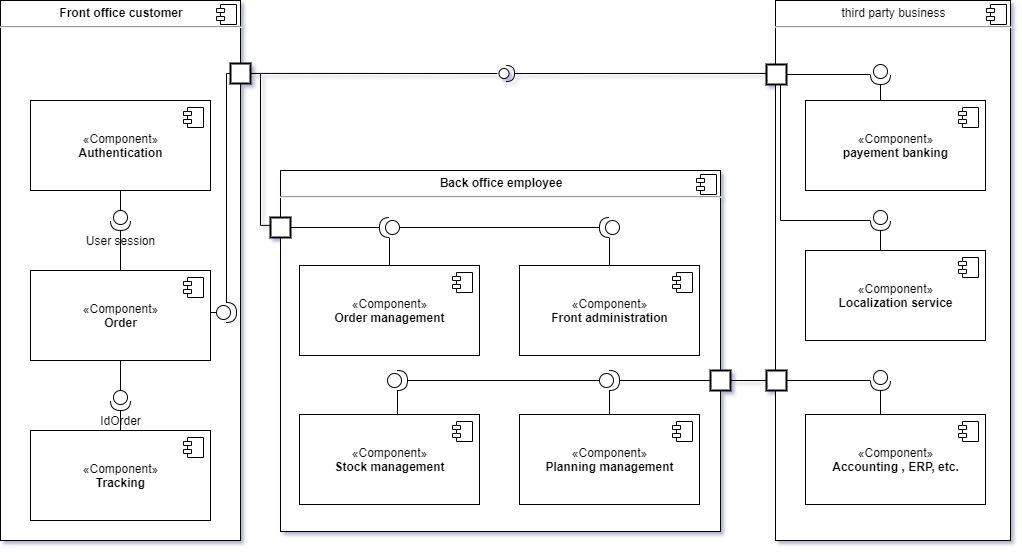 Front office customer
«Component»
Authentication
User session
«Component»
Order
IdOrder
«Component»
Tracking
Back office employee
«Component»
Order management
«Component»
Front administration
«Component»
Stock management
«Component»
Planning management
third party business
«Component»
payement banking
«Component»
Localization service
«Component»
Accounting , ERP, etc.